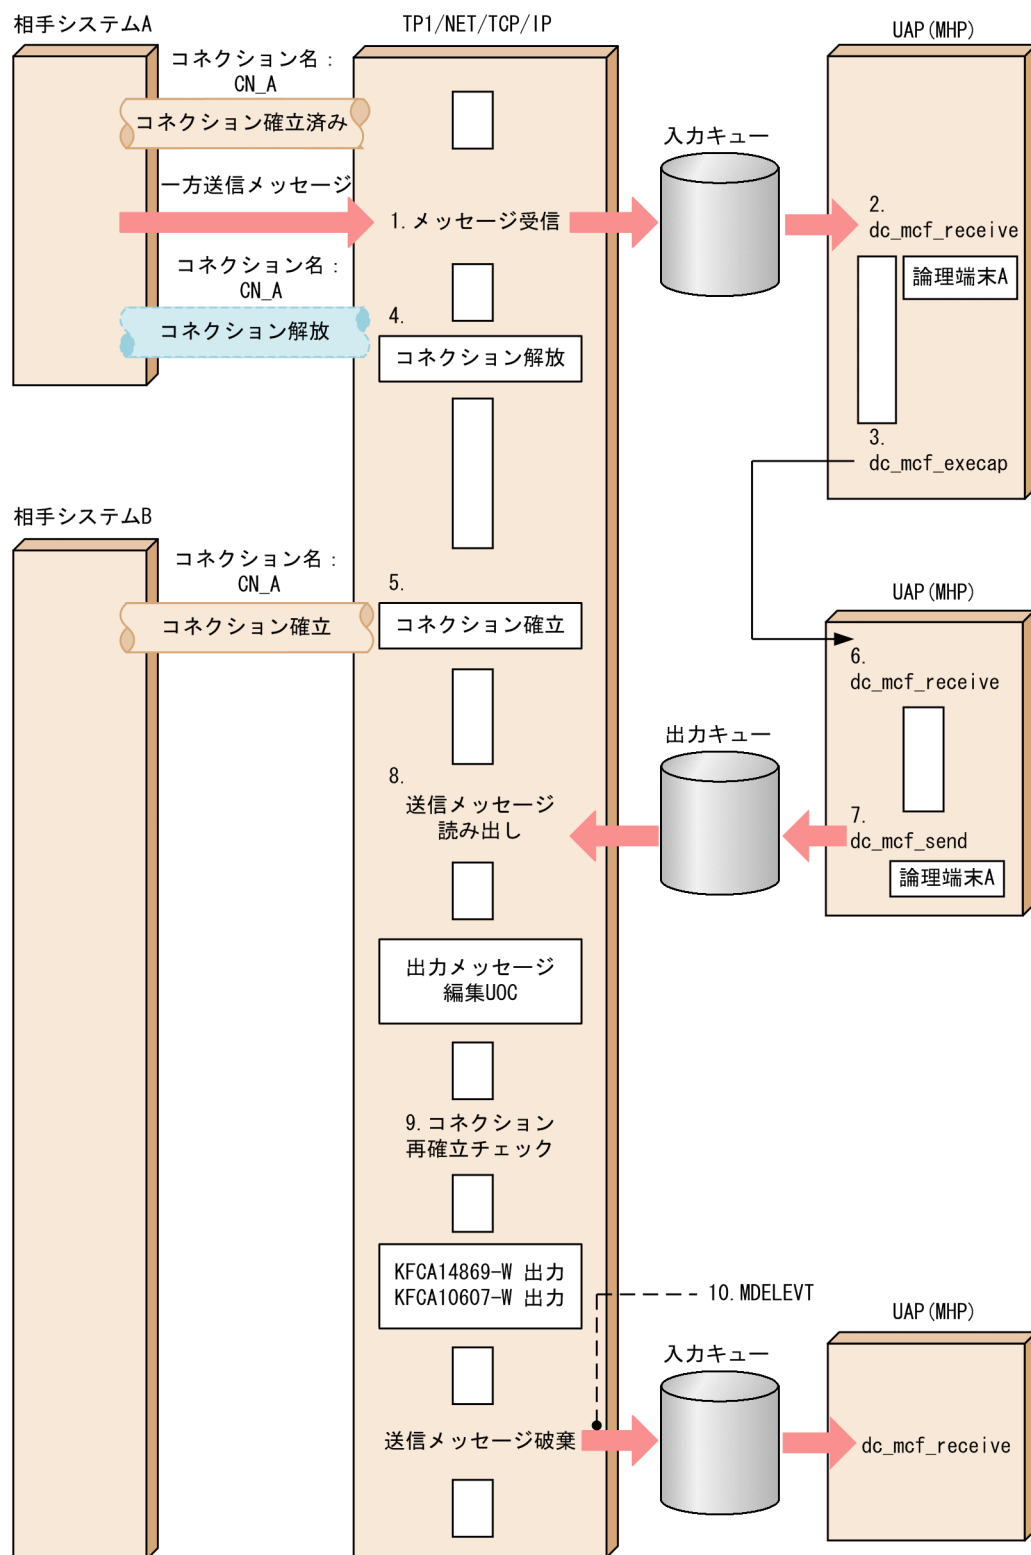 相手システムA
TP1/NET/TCP/IP
UAP(MHP)
コネクション名：
CN_A
コネクション確立済み
入力キュー
一方送信メッセージ
1.メッセージ受信
2.
dc_mcf_receive
論理端末A
コネクション名：
CN_A
コネクション解放
4.
コネクション解放
3.
dc_mcf_execap
相手システムB
コネクション名：
CN_A
コネクション確立
5.
コネクション確立
UAP(MHP)
6.
dc_mcf_receive
出力キュー
7.
dc_mcf_send
論理端末A
8.
送信メッセージ
読み出し
出力メッセージ
編集UOC
9.コネクション
再確立チェック
KFCA14869-W 出力
KFCA10607-W 出力
10.MDELEVT
UAP(MHP)
入力キュー
送信メッセージ破棄
dc_mcf_receive